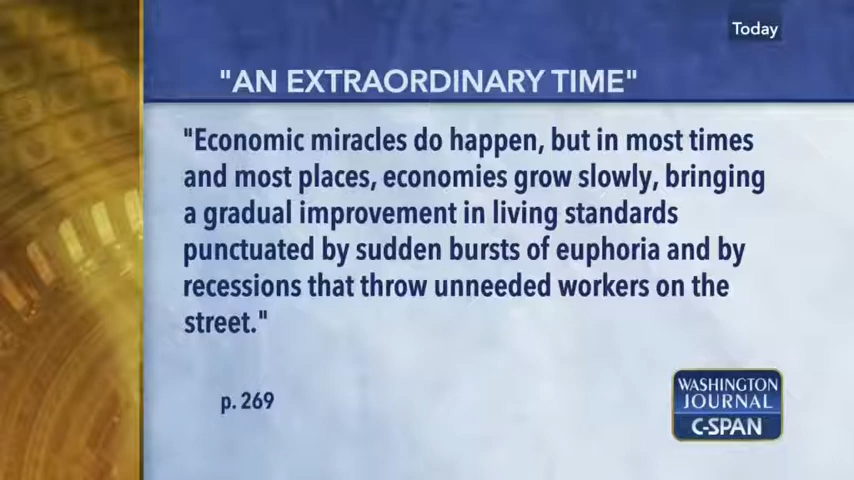 Today
"AN EXTRAORDINARY TIME"
"Economic miracles do happen, but in most times
and most places, economies grow slowly, bringing
a gradual improvement in living standards
punctuated by sudden bursts of euphoria and by
recessions that throw unneeded workers on the
street."
p. 269
WASHINGTON
JOURNAL
C-SPAN